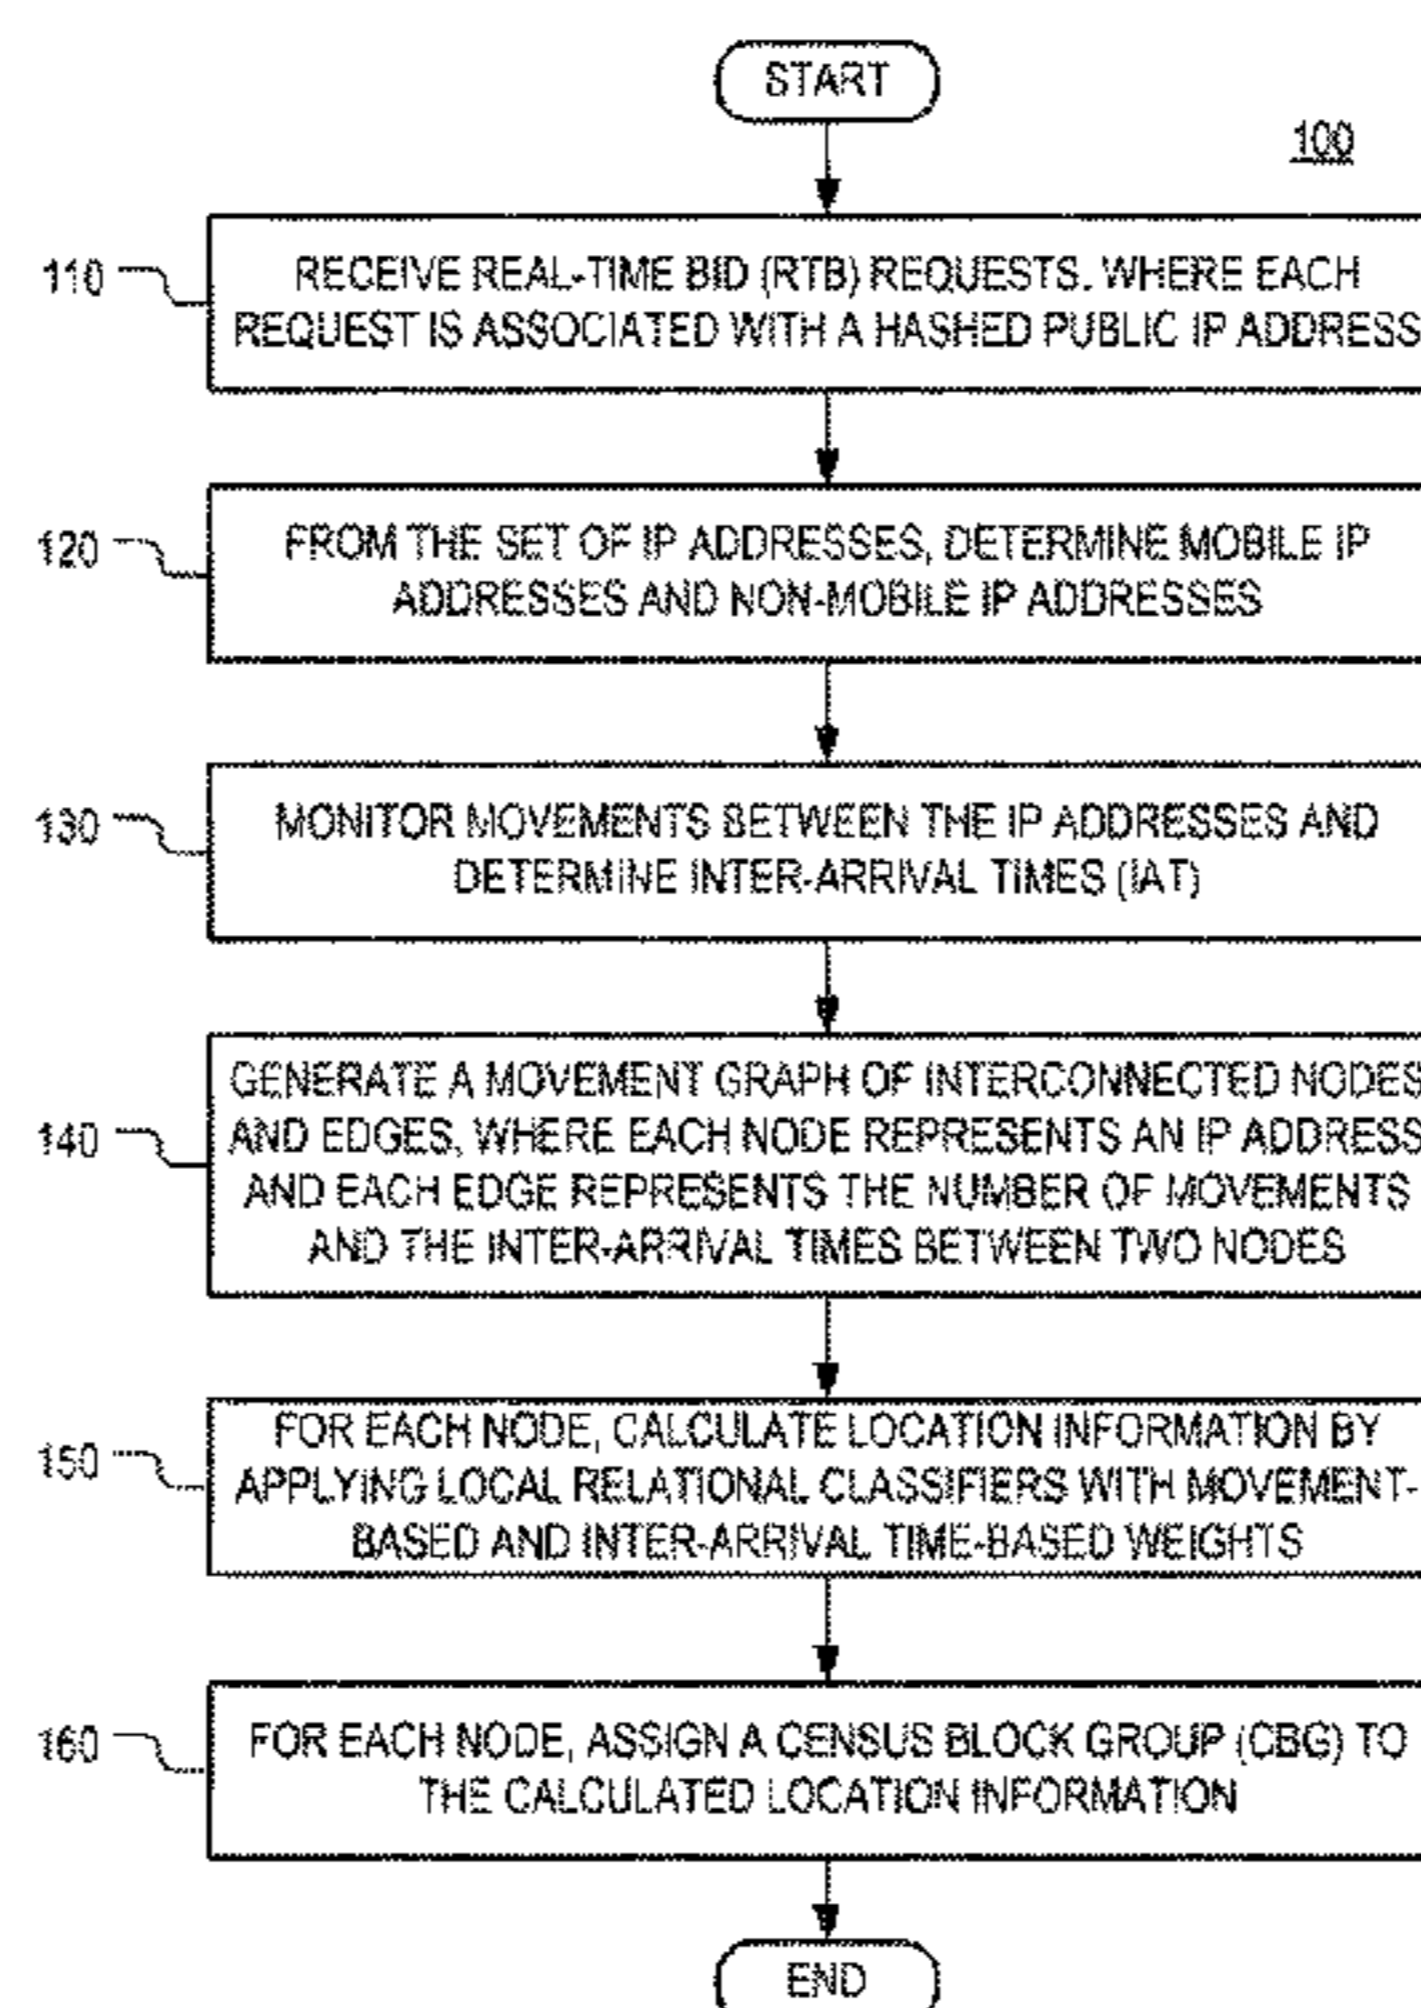 START
100
110
RECEIVE REAL-TIME BID (RTB) REQUESTS. WHERE EACH
REQUEST IS ASSOCIATED WITH A HASHED PUBLIC IP ADDRESS
120
FROM THE SET OF IP ADDRESSES, DETERMINE MOBILE IP
ADDRESSES AND NON-MOBILE IP ADDRESSES
130
MONITOR MOVEMENTS BETWEEN THE IP ADDRESSES AND
DETERMINE INTER-ARRIVAL TIMES (IAT)
140
GENERATE A MOVEMENT GRAPH OF INTERCONNECTED NODES
AND EDGES, WHERE EACH NODE REPRESENTS AN IP ADDRESS
AND EACH EDGE REPRESENTS THE NUMBER OF MOVEMENTS
AND THE INTER-ARRIVAL TIMES BETWEEN TWO NODES
150
FOR EACH NODE, CALCULATE LOCATION INFORMATION BY
APPLYING LOCAL RELATIONAL CLASSIFIERS WITH MOVEMENT-
BASED AND INTER-ARRIVAL TIME-BASED WEIGHTS
160
FOR EACH NODE, ASSIGN A CENSUS BLOCK GROUP (CBG) TO
THE CALCULATED LOCATION INFORMATION
END